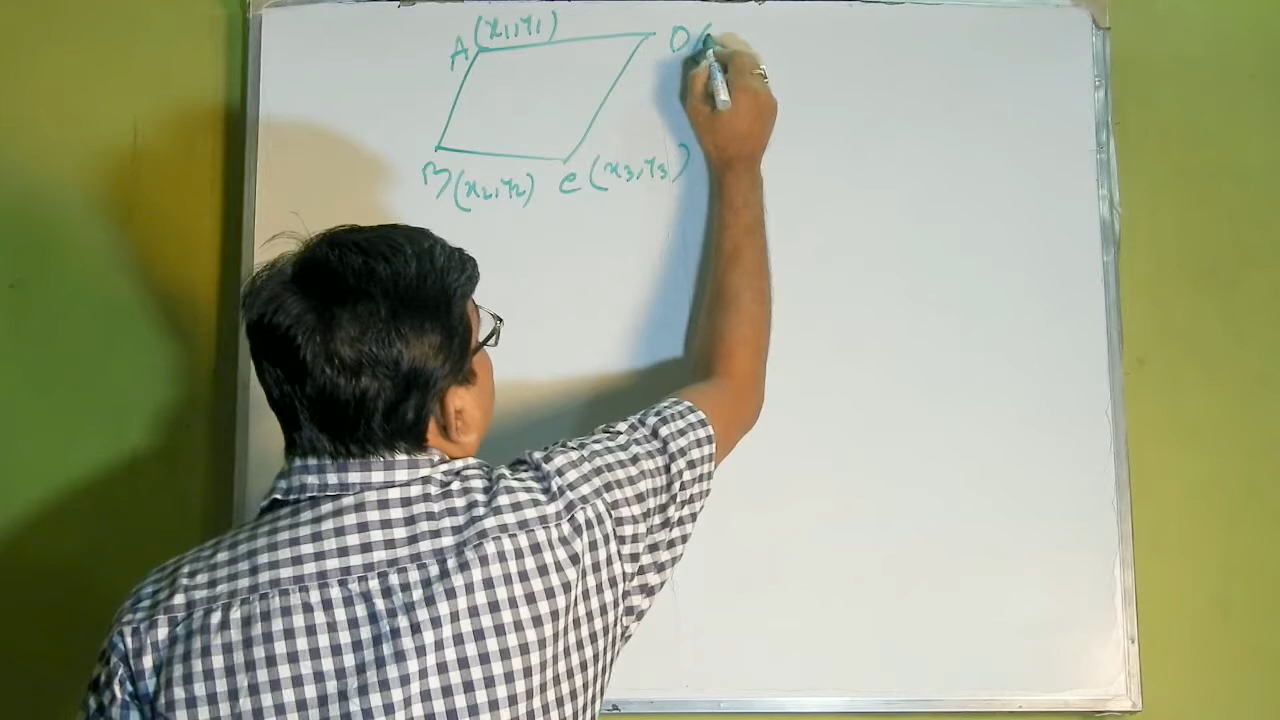 A (x1, y1) D (
B (x2, y2) C (x3, y3)